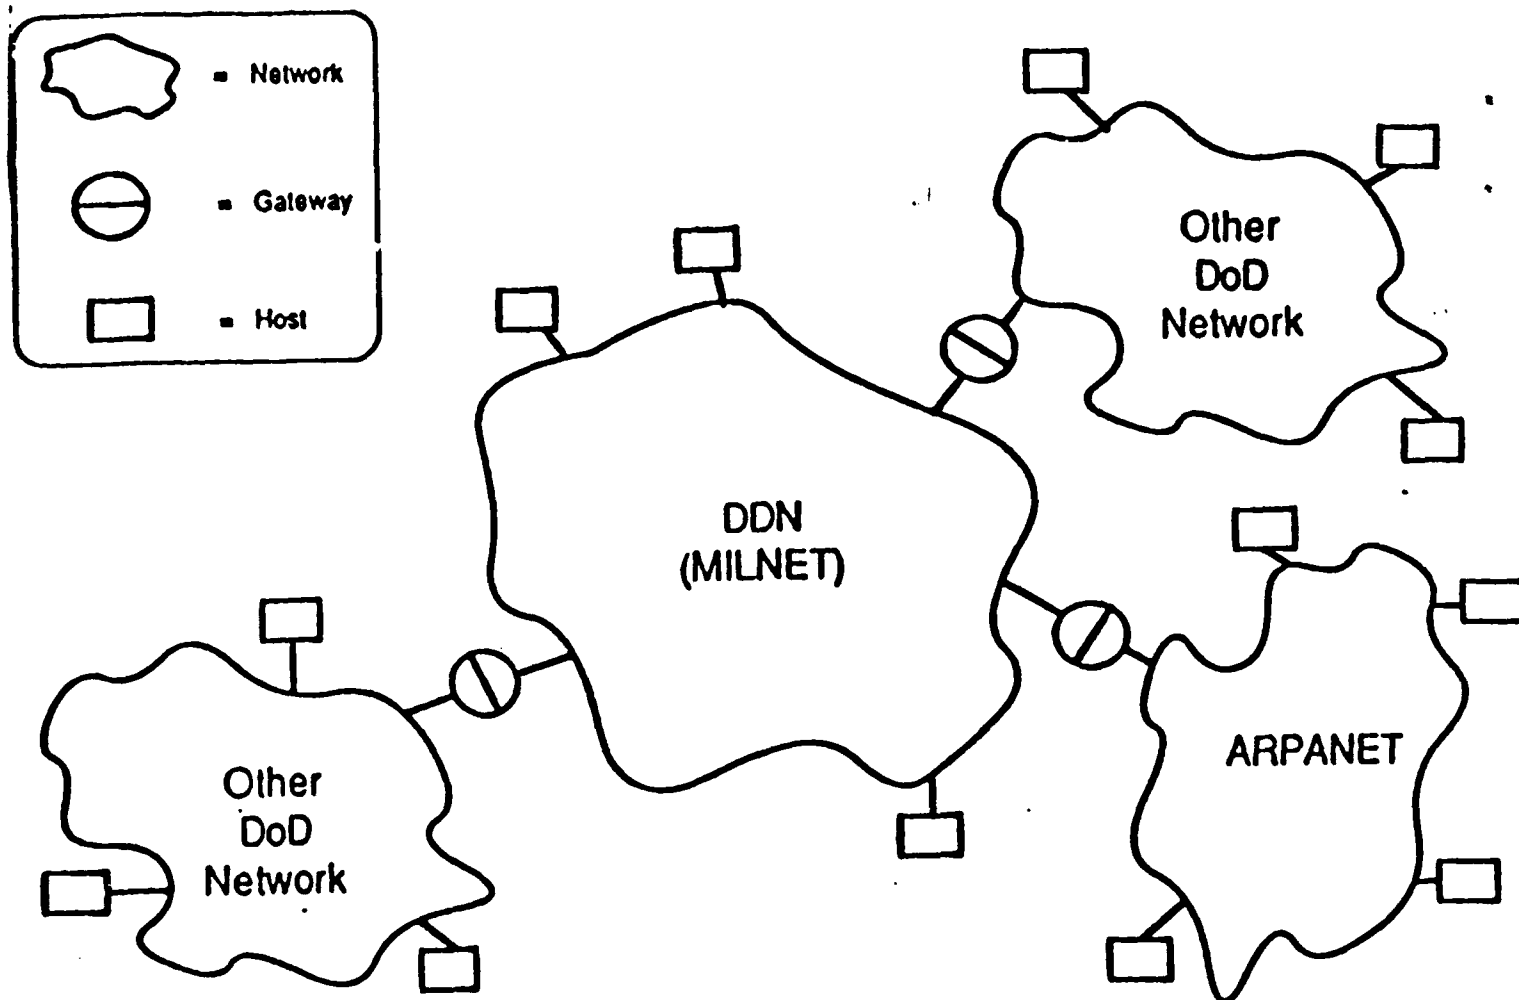 = Network
= Gateway
= Host
Other
DoD
Network
DDN
(MILNET)
ARPANET
Other
DoD
Network